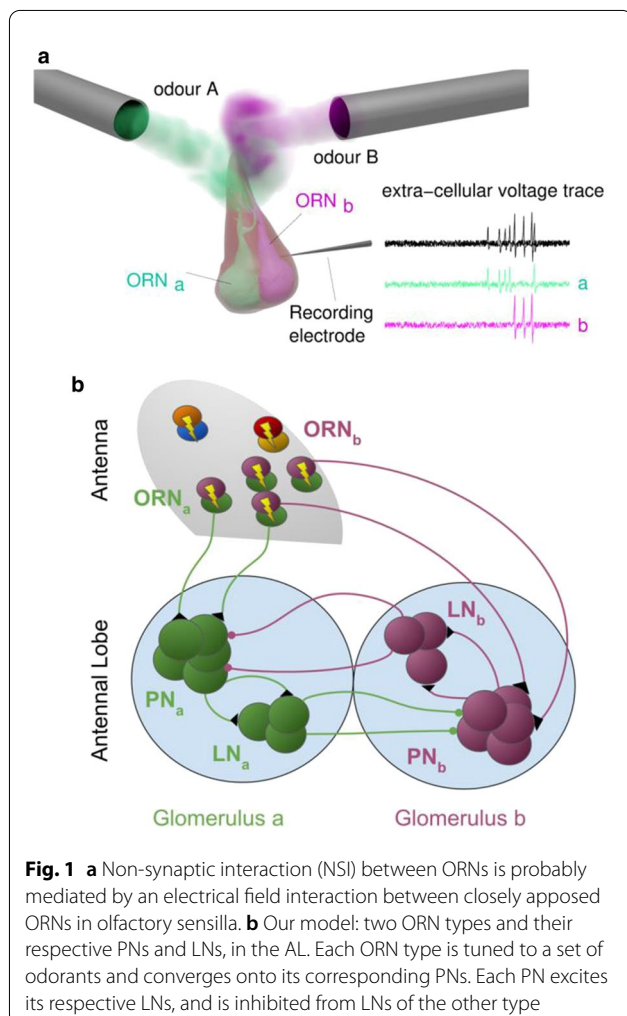 a
odour A
odour B
ORN b
extra-cellular voltage trace
ORN a
a
Recording
electrode
b
b
Antenna
ORNb
ORNa
Antennal Lobe
LNb
PNa
LNa
PNb
Glomerulus a
Glomerulus b
Fig. 1 a Non-synaptic interaction (NSI) between ORNs is probably
mediated by an electrical field interaction between closely apposed
ORNs in olfactory sensilla. b Our model: two ORN types and their
respective PNs and LNs, in the AL. Each ORN type is tuned to a set of
odorants and converges onto its corresponding PNs. Each PN excites
its respective LNs, and is inhibited from LNs of the other type